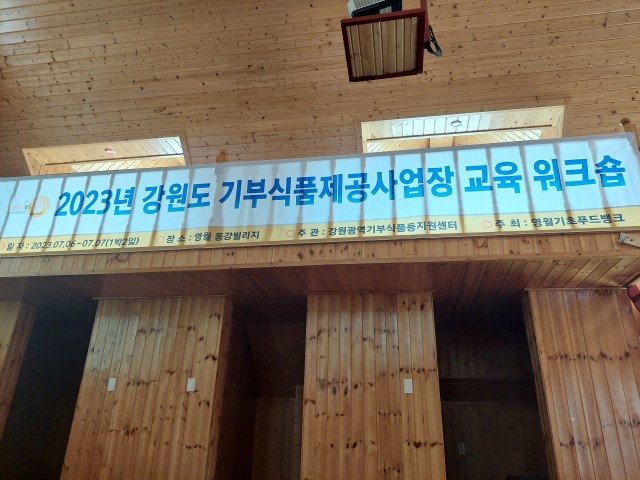 2023년 강원도 기부식품제공사업장 교육 워크숍
일 자 : 2023.07.06~07.07(1박2일) 장 소 : 영월 동강빌리지 주 관 : 강원광역기부식품등지원센터 주 최 : 영월기초푸드뱅크